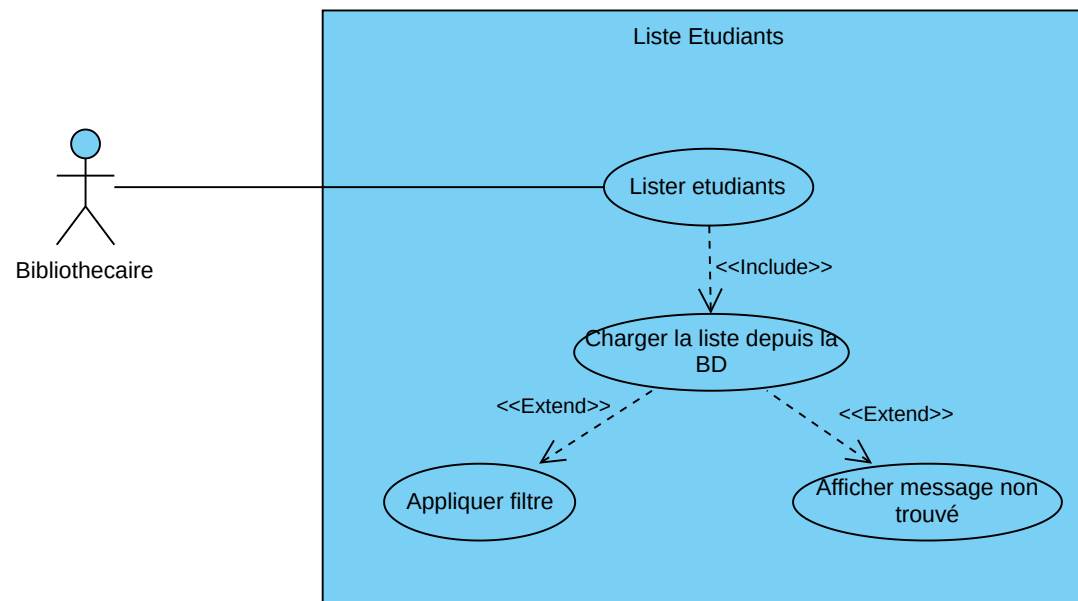 Liste Etudiants
Lister etudiants
Bibliothecaire
<<Include>>
Charger la liste depuis la
BD
<<Extend>>
<<Extend>>
Appliquer filtre
Afficher message non
trouvé